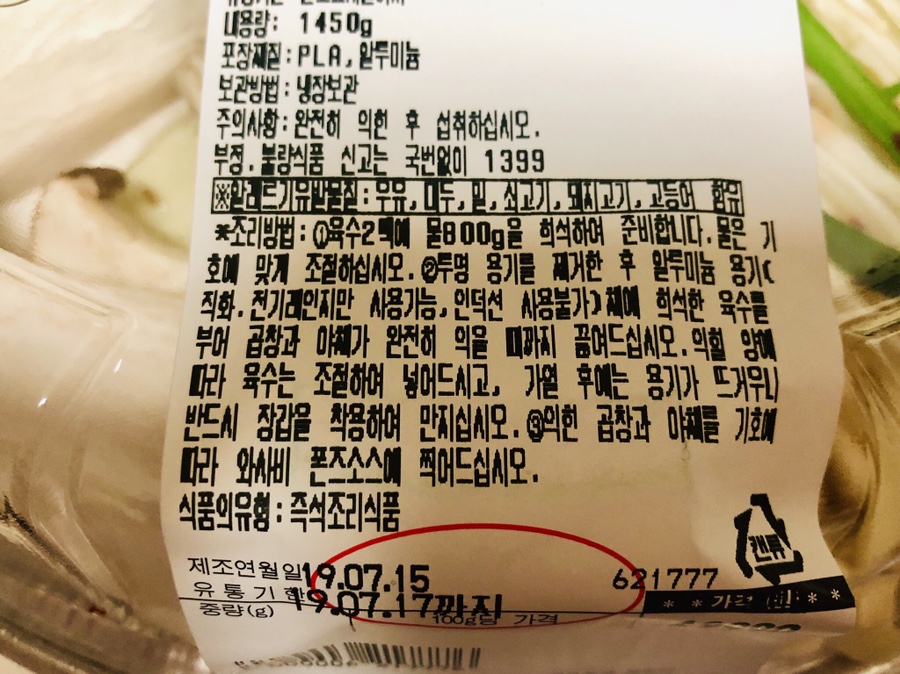 내용량: 1450g
포장재질:PLA,알루미늄
보관방법:냉장보관
주의사항:완전히 익힌 후 섭취하십시오.
부정.불량식품 신고는 국번없이 1399
※알레르기유발물질:우유,대두,밀,쇠고기,돼지고기,고등어 함유
*조리방법:①육수2팩에 물800g을 희석하여 준비합니다.물은 기
호에 맞게 조절하십시오.②투명 용기를 제거한 후 알루미늄 용기(
직화.전기레인지만 사용가능,인덕션 사용불가)채에 희석한 육수를
부어 곱창과 야채가 완전히 익을 때까지 끓여드십시오.익힐 양에
따라 육수는 조절하여 넣어드시고, 가열 후에는 용기가 뜨거우니
반드시 장갑을 착용하여 만지십시오.③익힌 곱창과 야채를 기호에
따라 와사비 폰즈소스에 찍어드십시오.
식품의유형:즉석조리식품
캔류
제조연월일19.07.15 621777
유통기한19.07.17까지
중량(g) 100g당 가격
* * 가격 * *